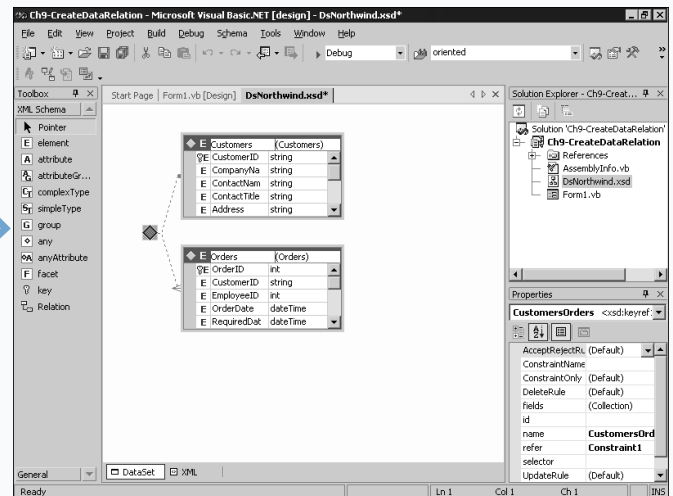 Ch9-CreateDataRelation - Microsoft Visual Basic.NET [design] - DsNorthwind.xsd*
File Edit View Project Build Debug Schema Tools Window Help
Debug oriented
Toolbox
XML Schema
Pointer
E element
A attribute
attributeGr...
CT complexType
ST simpleType
G group
any
anyAttribute
F facet
key
Relation
General
Start Page Form1.vb [Design] DsNorthwind.xsd*
E Customers (Customers)
E CustomerID string
E CompanyNa string
E ContactNam string
E ContactTitle string
E Address string
E Orders (Orders)
E OrderID int
E CustomerID string
E EmployeeID int
E OrderDate dateTime
E RequiredDat dateTime
DataSet XML
Solution Explorer - Ch9-Creat...
Solution 'Ch9-CreateDataRelation'
Ch9-CreateDataRelation
References
AssemblyInfo.vb
DsNorthwind.xsd
Form1.vb
Properties
CustomersOrders <xsd:keyref
AcceptRejectRu (Default)
ConstraintName
ConstraintOnly (Default)
DeleteRule (Default)
fields (Collection)
id
name CustomersOrd
refer Constraint1
selector
UpdateRule (Default)
Ready Ln 1 Col 1 Ch 1 INS